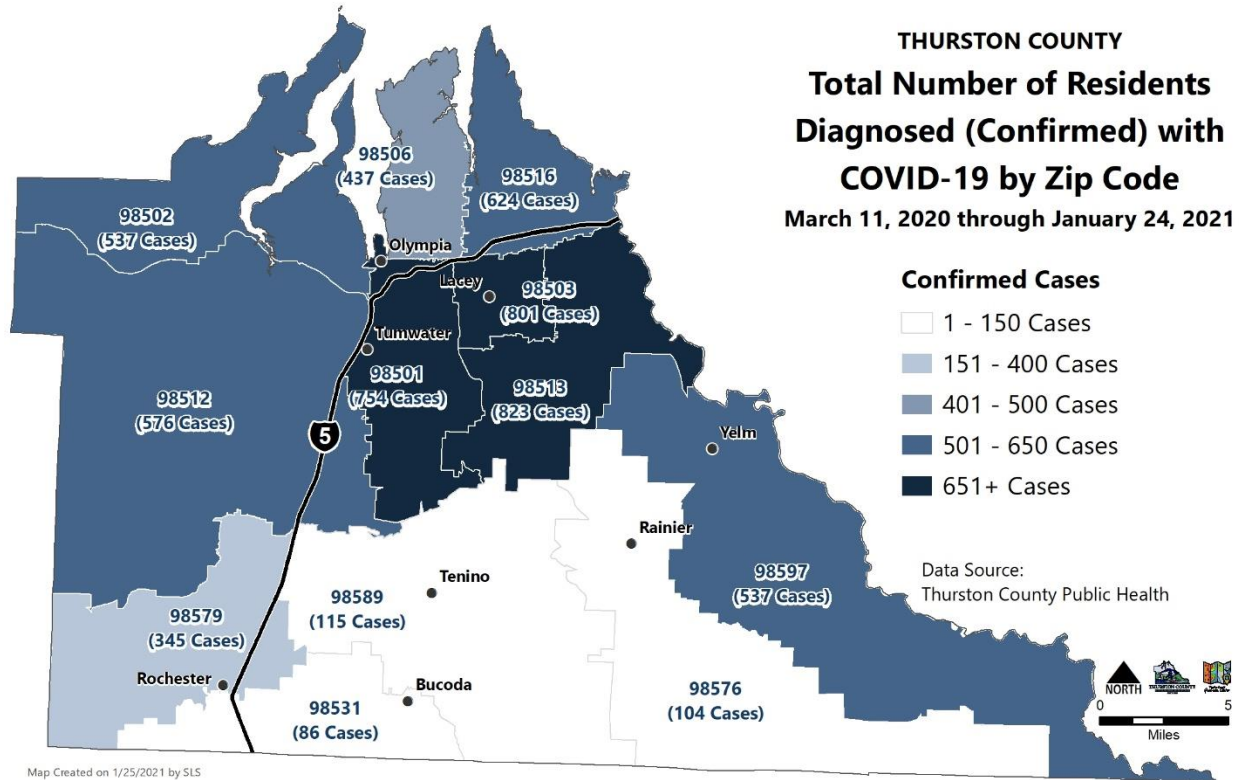 THURSTON COUNTY
Total Number of Residents
Diagnosed (Confirmed) with
COVID-19 by Zip Code
March 11, 2020 through January 24, 2021
98506
(437 Cases)
98516
(624 Cases)
98502
(537 Cases)
Olympia
Lacey
98503
(801 Cases)
Tumwater
98501
(754 Cases)
98513
(823 Cases)
98512
(576 Cases)
5
Yelm
Rainier
Tenino
98597
(537 Cases)
98589
(115 Cases)
98579
(345 Cases)
Rochester
Bucoda
98531
(86 Cases)
98576
(104 Cases)
Confirmed Cases
1 - 150 Cases
151 - 400 Cases
401 - 500 Cases
501 - 650 Cases
651+ Cases
Data Source:
Thurston County Public Health
NORTH
THURSTON COUNTY
0 5
Miles
Map Created on 1/25/2021 by SLS